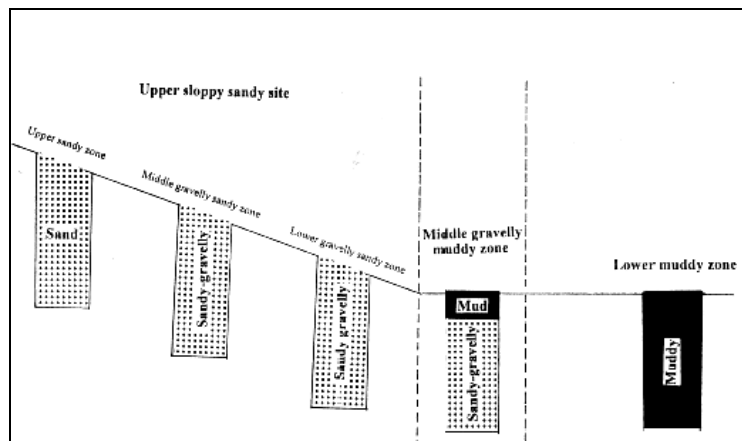 Upper sloppy sandy site
Upper sandy zone
Middle gravelly sandy zone
Lower gravelly sandy zone
Middle gravelly
muddy zone
Lower muddy zone
Sand
Sandy-gravelly
Sandy gravelly
Mud
Sandy-gravelly
Muddy